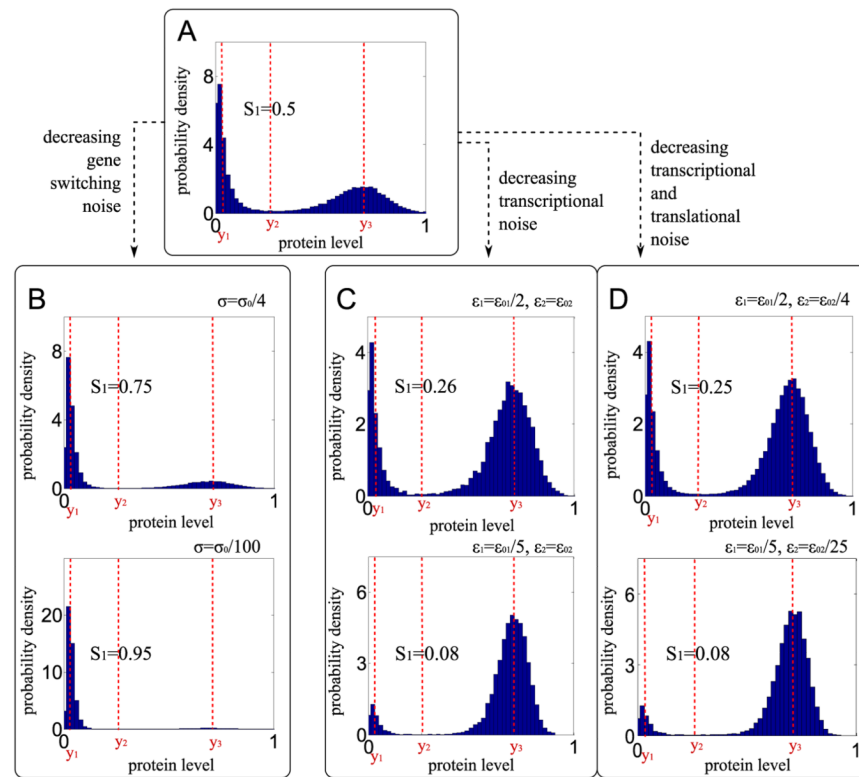 A
probability density
8
4
0
S₁=0.5
0
1
y₁
y₂
y₃
protein level
decreasing
gene
switching
noise
decreasing
transcriptional
noise
decreasing
transcriptional
and
translational
noise
B
σ=σ₀/4
probability density
8
4
0
S₁=0.75
0
1
y₁
y₂
y₃
protein level
σ=σ₀/100
probability density
20
10
0
S₁=0.95
0
1
y₁
y₂
y₃
protein level
C
ε₁=ε₀₁/2, ε₂=ε₀₂
probability density
4
2
0
S₁=0.26
0
1
y₁
y₂
y₃
protein level
ε₁=ε₀₁/5, ε₂=ε₀₂
probability density
6
3
0
S₁=0.08
0
1
y₁
y₂
y₃
protein level
D
ε₁=ε₀₁/2, ε₂=ε₀₂/4
probability density
4
2
0
S₁=0.25
0
1
y₁
y₂
y₃
protein level
ε₁=ε₀₁/5, ε₂=ε₀₂/25
probability density
6
3
0
S₁=0.08
0
1
y₁
y₂
y₃
protein level